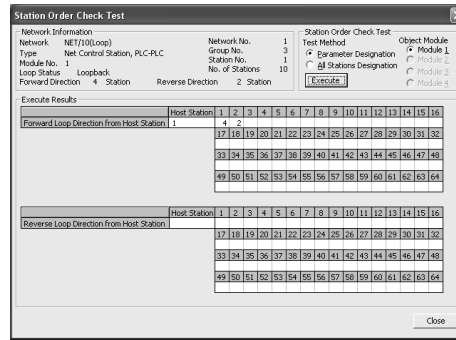 Station Order Check Test
Network Information
Network NET/10(Loop)
Type Net Control Station, PLC-PLC
Module No. 1
Loop Status Loopback
Forward Direction 4 Station Reverse Direction 2 Station
Network No. 1
Group No. 3
Station No. 1
No. of Stations 10
Station Order Check Test
Test Method
Parameter Designation
All Stations Designation
Execute
Object Module
Module 1
Module 2
Module 3
Module 4
Execute Results
Host Station 1 2 3 4 5 6 7 8 9 10 11 12 13 14 15 16
Forward Loop Direction from Host Station 1 4 2
17 18 19 20 21 22 23 24 25 26 27 28 29 30 31 32
33 34 35 36 37 38 39 40 41 42 43 44 45 46 47 48
49 50 51 52 53 54 55 56 57 58 59 60 61 62 63 64
Host Station 1 2 3 4 5 6 7 8 9 10 11 12 13 14 15 16
Reverse Loop Direction from Host Station
17 18 19 20 21 22 23 24 25 26 27 28 29 30 31 32
33 34 35 36 37 38 39 40 41 42 43 44 45 46 47 48
49 50 51 52 53 54 55 56 57 58 59 60 61 62 63 64
Close